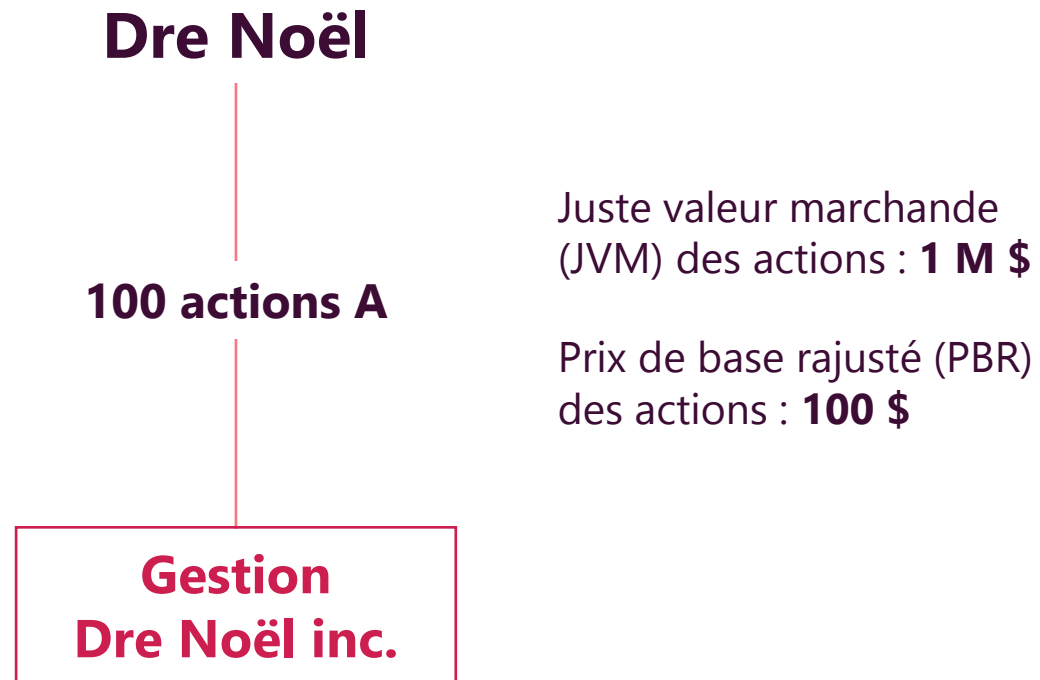 Dre Noël
100 actions A
Juste valeur marchande
(JVM) des actions : 1 M $
Prix de base rajusté (PBR)
des actions : 100 $
Gestion
Dre Noël inc.